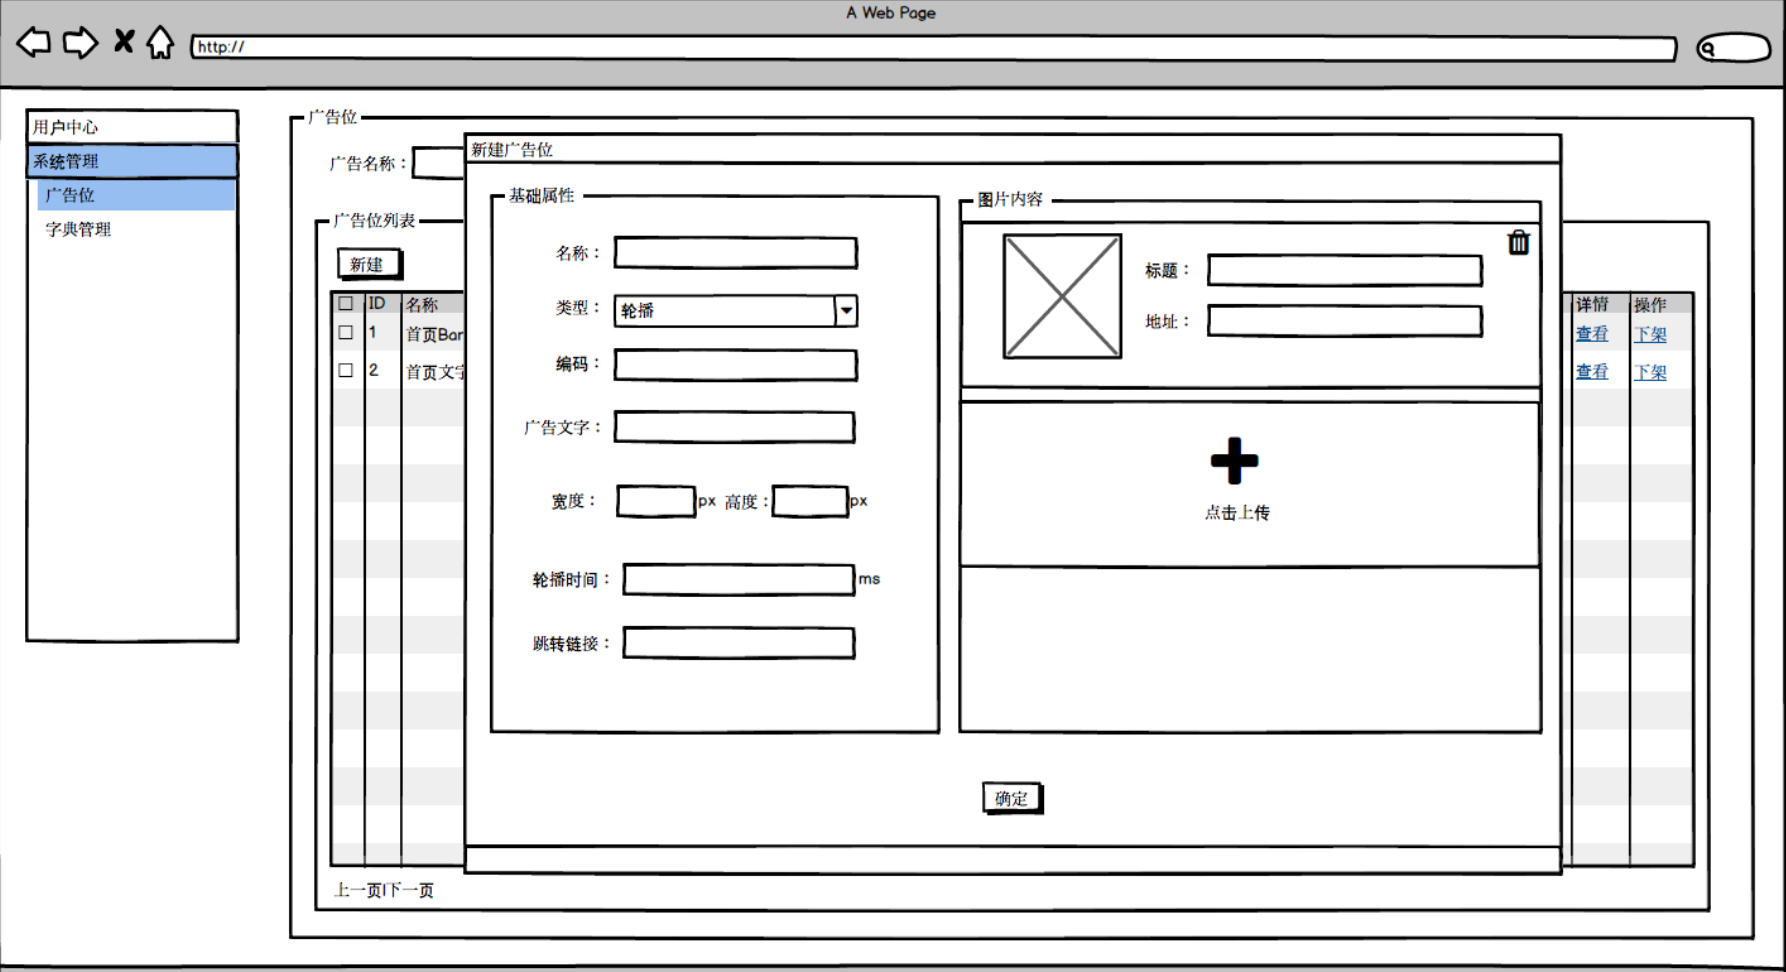 A Web Page
http://
用户中心
系统管理
广告位
字典管理
广告位
广告名称：
广告位列表
新建
ID 名称 详情 操作
1 首页Bar 查看 下架
2 首页文字 查看 下架
上一页|下一页
新建广告位
基础属性
名称：
类型： 轮播
编码：
广告文字：
宽度： px 高度： px
轮播时间： ms
跳转链接：
图片内容
标题：
地址：
点击上传
确定